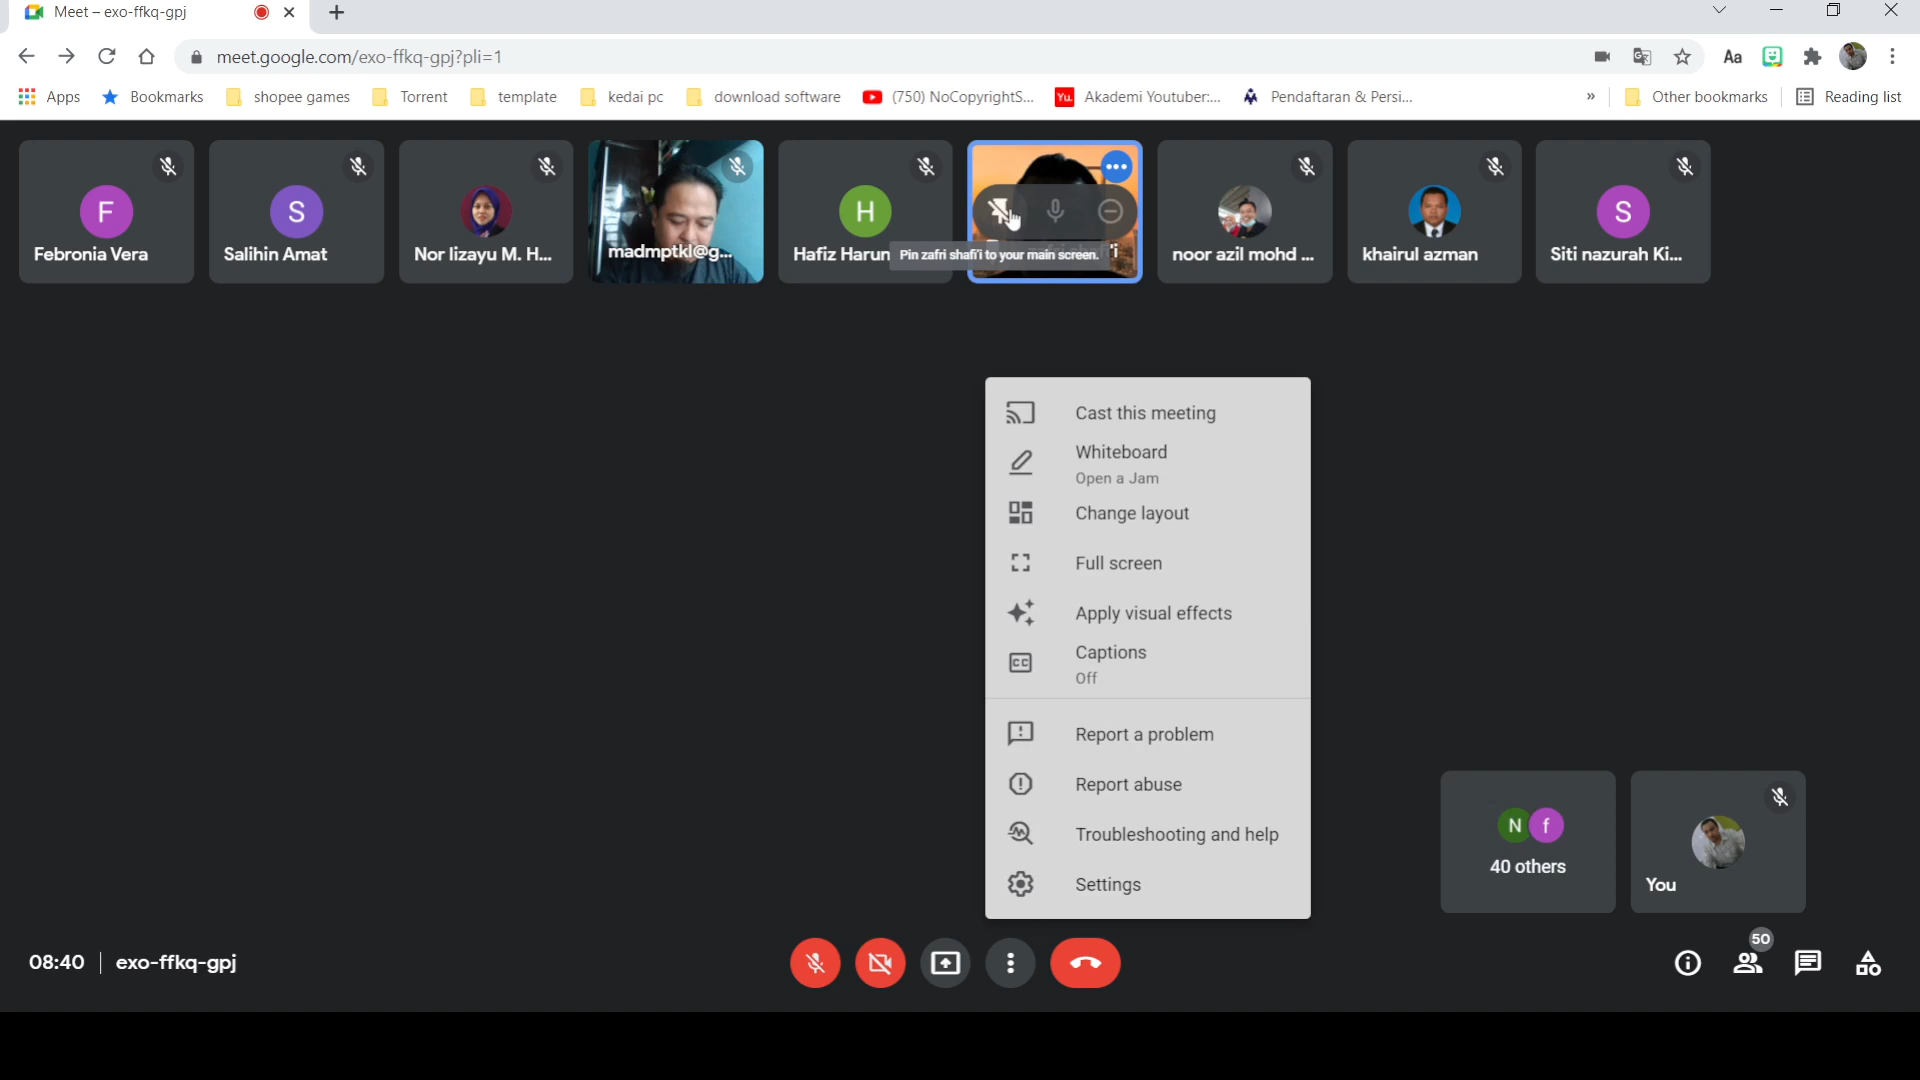 Meet – exo-ffkq-gpj
meet.google.com/exo-ffkq-gpj?pli=1
Aa
Apps
Bookmarks
shopee games
Torrent
template
kedai pc
download software
(750) NoCopyrightS...
Yu.
Akademi Youtuber:...
Pendaftaran & Persi...
»
Other bookmarks
Reading list
F
Febronia Vera
S
Salihin Amat
Nor lizayu M. H...
madmptkl@g...
H
Hafiz Harun
Pin zafri shafi'i to your main screen.
noor azil mohd ...
khairul azman
S
Siti nazurah Ki...
Cast this meeting
Whiteboard
Open a Jam
Change layout
Full screen
Apply visual effects
CC
Captions
Off
Report a problem
Report abuse
Troubleshooting and help
Settings
N f
40 others
You
08:40 | exo-ffkq-gpj
50